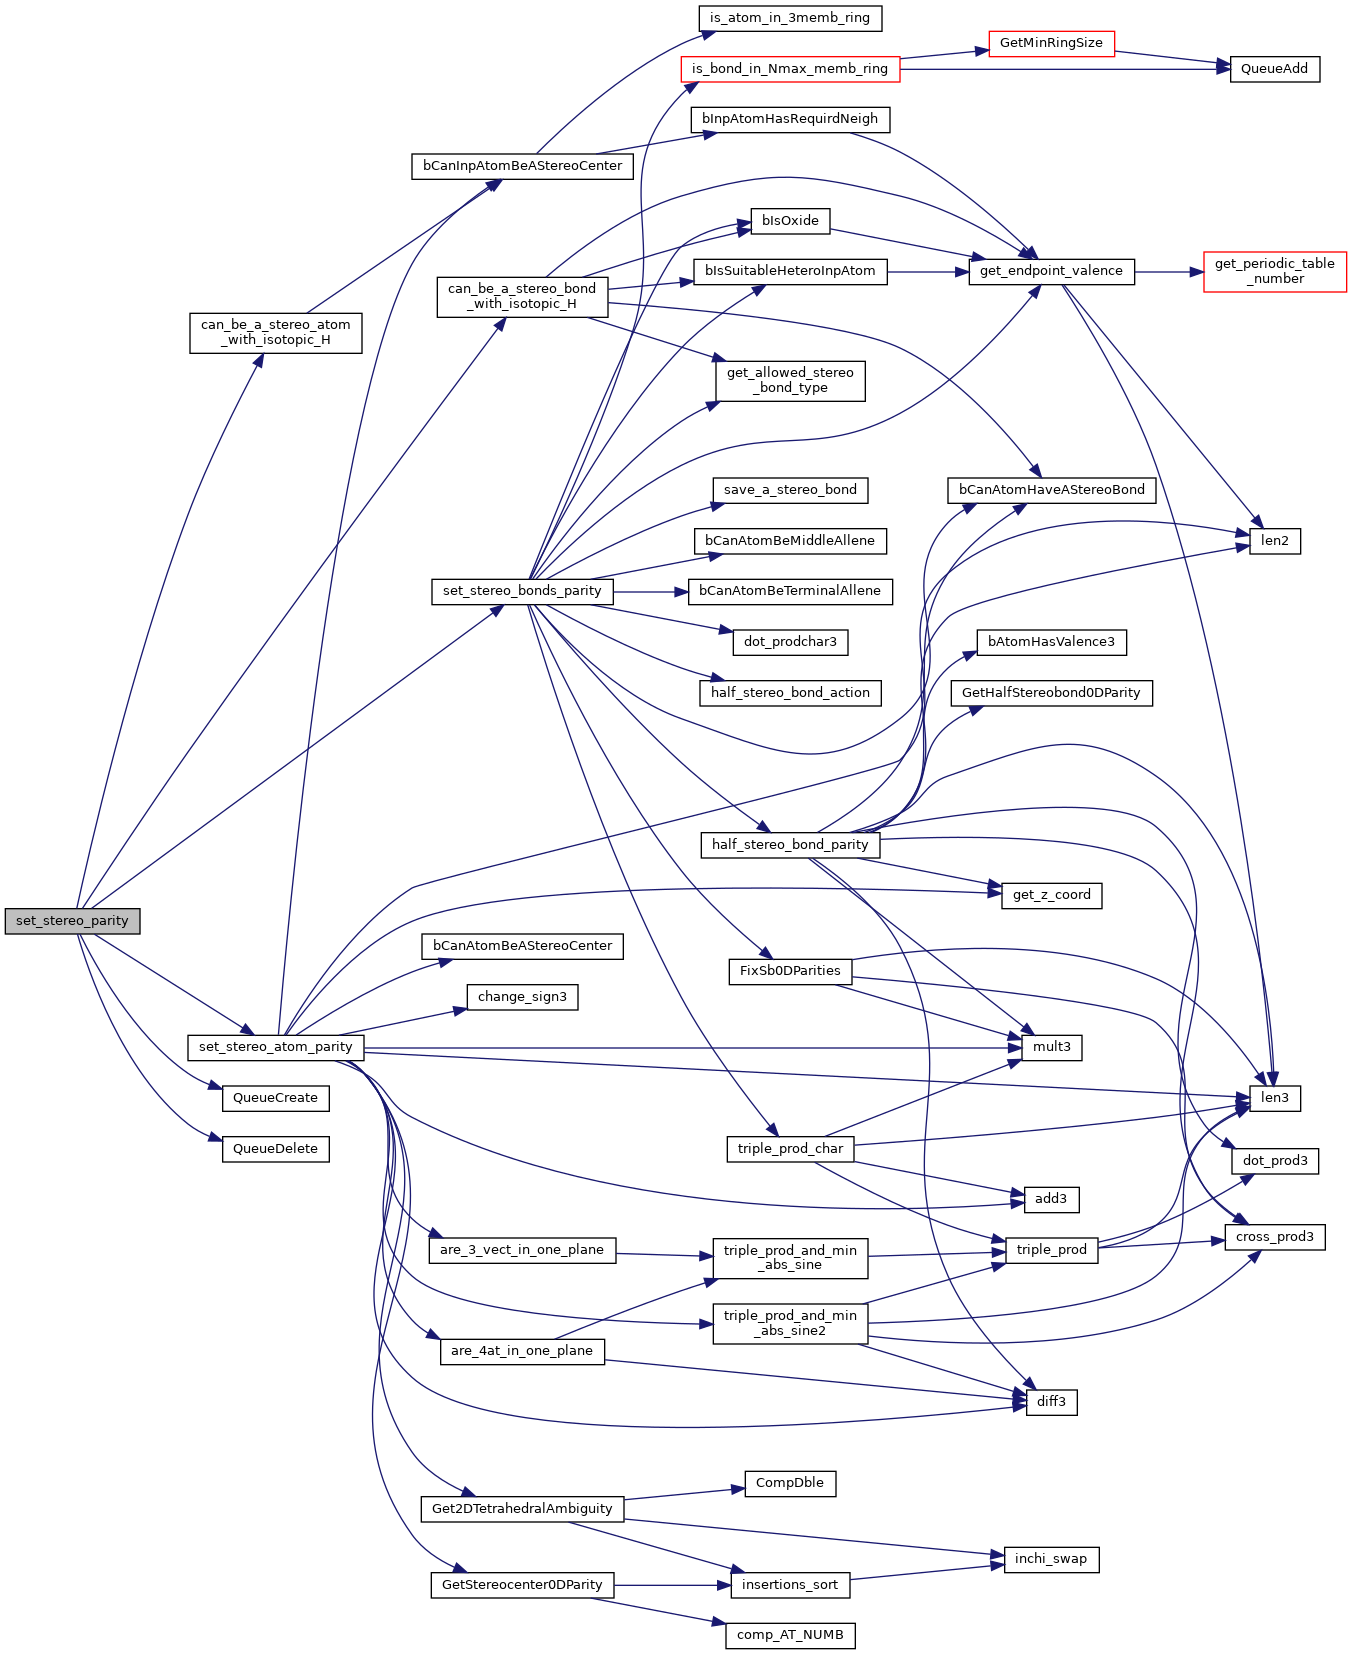 is_atom_in_3memb_ring
GetMinRingSize
is_bond_in_Nmax_memb_ring
QueueAdd
bInpAtomHasRequirdNeigh
bCanInpAtomBeAStereoCenter
bIsOxide
get_endpoint_valence
bIsSuitableHeteroInpAtom
get_periodic_table
_number
can_be_a_stereo_bond
_with_isotopic_H
can_be_a_stereo_atom
_with_isotopic_H
get_allowed_stereo
_bond_type
save_a_stereo_bond
bCanAtomHaveAStereoBond
bCanAtomBeMiddleAllene
len2
set_stereo_bonds_parity
bCanAtomBeTerminalAllene
dot_prodchar3
bAtomHasValence3
half_stereo_bond_action
GetHalfStereobond0DParity
half_stereo_bond_parity
get_z_coord
set_stereo_parity
bCanAtomBeAStereoCenter
FixSb0DParities
change_sign3
set_stereo_atom_parity
mult3
QueueCreate
len3
QueueDelete
triple_prod_char
dot_prod3
add3
cross_prod3
are_3_vect_in_one_plane
triple_prod_and_min
_abs_sine
triple_prod
triple_prod_and_min
_abs_sine2
are_4at_in_one_plane
diff3
CompDble
Get2DTetrahedralAmbiguity
inchi_swap
GetStereocenter0DParity
insertions_sort
comp_AT_NUMB